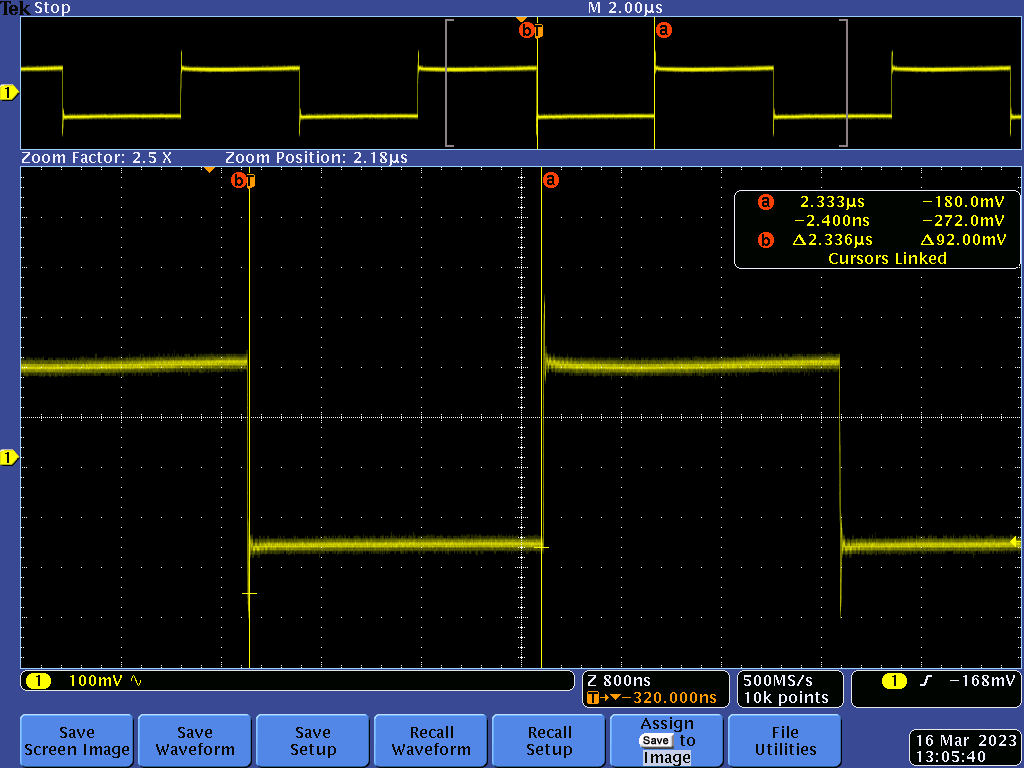 Tek Stop M 2.00µs
b T a
1
Zoom Factor: 2.5 X Zoom Position: 2.18µs
b T a
a 2.333µs −180.0mV
−2.400ns −272.0mV
b Δ2.336µs Δ92.00mV
Cursors Linked
1
1 100mV ∿
Z 800ns
T→▼−320.000ns
500MS/s
10k points
1 −168mV
Save
Screen Image
Save
Waveform
Save
Setup
Recall
Waveform
Recall
Setup
Assign
Save to
Image
File
Utilities
16 Mar 2023
13:05:40